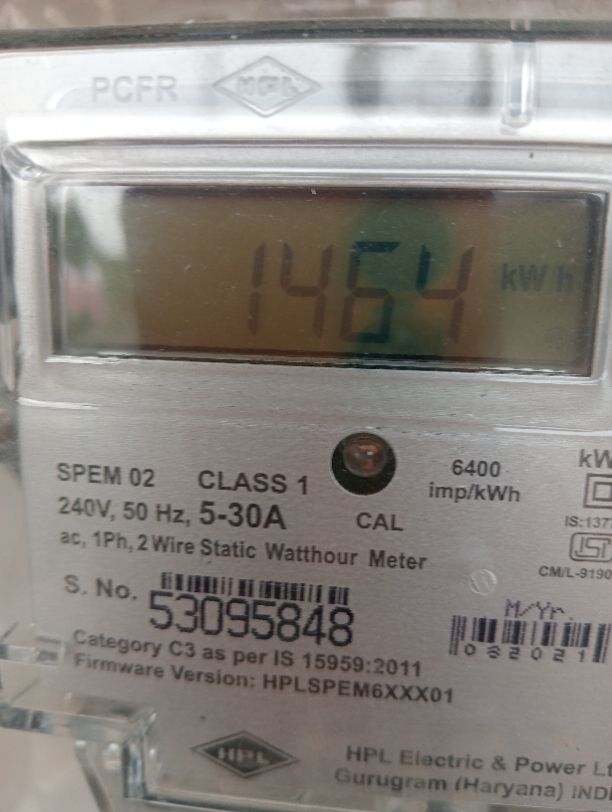 PCFR HPL
1464 kWh
SPEM 02 CLASS 1
6400
imp/kWh
240V, 50 Hz, 5-30A
CAL
ac, 1Ph, 2 Wire Static Watthour Meter
S. No.
53095848
M/Yr.
082021
Category C3 as per IS 15959:2011
Firmware Version: HPLSPEM6XXX01
HPL
HPL Electric & Power
Gurugram (Haryana)